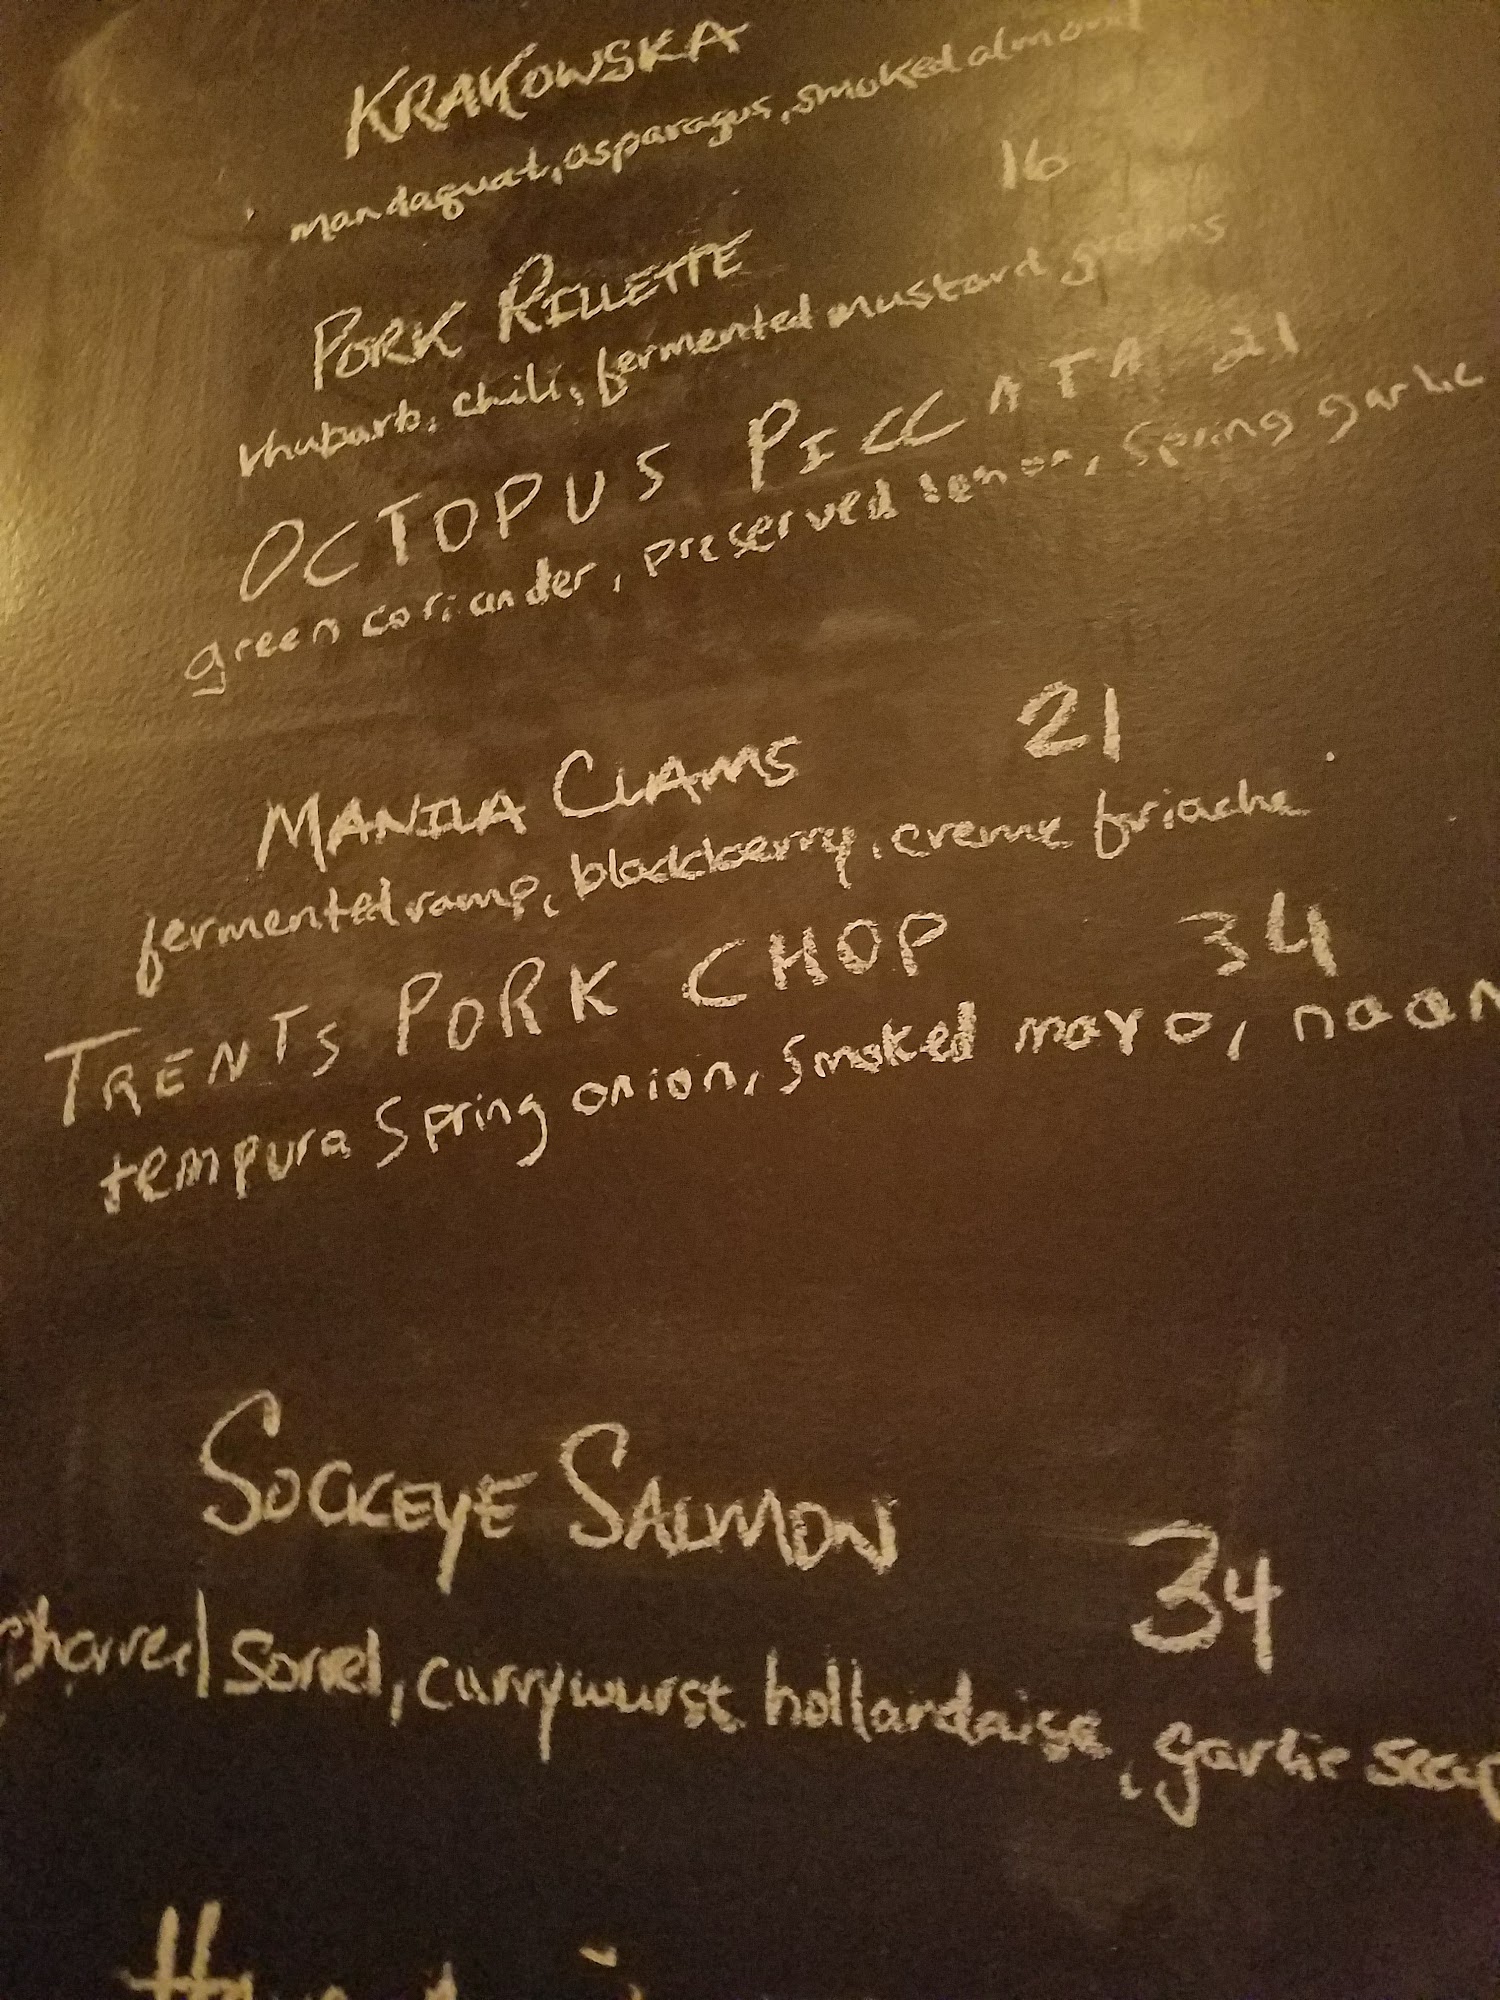 KRAKOWSKA
mandaquat, asparagus, smoked almond
PORK RILLETTE 16
rhubarb, chili, fermented mustard greens
OCTOPUS PICCATA 21
green coriander, preserved lemon, spring garlic
MANILA CLAMS 21
fermented ramp, blackberry, creme friache
TRENTS PORK CHOP 34
tempura spring onion, smoked mayo, naan
SOCKEYE SALMON 34
charred sorrel, currywurst hollandaise, garlic